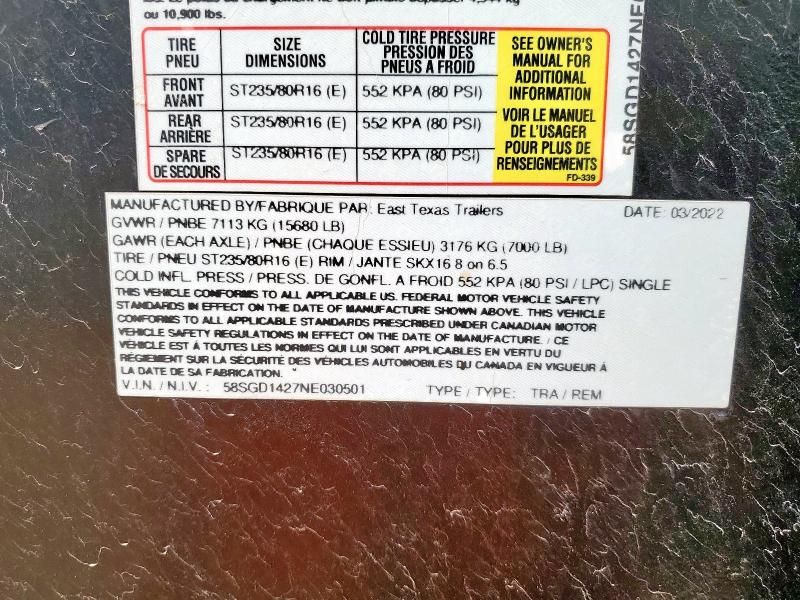 ou 10,900 lbs.
TIRE
PNEU
SIZE
DIMENSIONS
COLD TIRE PRESSURE
PRESSION DES
PNEUS A FROID
SEE OWNER'S
MANUAL FOR
ADDITIONAL
INFORMATION
VOIR LE MANUEL
DE L'USAGER
POUR PLUS DE
RENSEIGNEMENTS
FD-339
FRONT
AVANT
ST235/80R16 (E)
552 KPA (80 PSI)
REAR
ARRIÈRE
ST235/80R16 (E)
552 KPA (80 PSI)
SPARE
DE SECOURS
ST235/80R16 (E)
552 KPA (80 PSI)
58SGD1427NE
MANUFACTURED BY/FABRIQUE PAR: East Texas Trailers DATE: 03/2022
GVWR / PNBE 7113 KG (15680 LB)
GAWR (EACH AXLE) / PNBE (CHAQUE ESSIEU) 3176 KG (7000 LB)
TIRE / PNEU ST235/80R16 (E) RIM / JANTE SKX16 8 on 6.5
COLD INFL. PRESS / PRESS. DE GONFL. A FROID 552 KPA (80 PSI / LPC) SINGLE
THIS VEHICLE CONFORMS TO ALL APPLICABLE US. FEDERAL MOTOR VEHICLE SAFETY
STANDARDS IN EFFECT ON THE DATE OF MANUFACTURE SHOWN ABOVE. THIS VEHICLE
CONFORMS TO ALL APPLICABLE STANDARDS PRESCRIBED UNDER CANADIAN MOTOR
VEHICLE SAFETY REGULATIONS IN EFFECT ON THE DATE OF MANUFACTURE. / CE
VÉHICLE EST À TOUTES LES NORMES QUI LUI SONT APPLICABLES EN VERTU DU
RÉGIEMENT SUR LA SÉCURITÉ DES VÉHICLES AUTOMOBILES DU CANADA EN VIGUEUR À
LA DATE DE SA FABRICATION.
V.I.N. / N.I.V.: 58SGD1427NE030501 TYPE / TYPE: TRA / REM